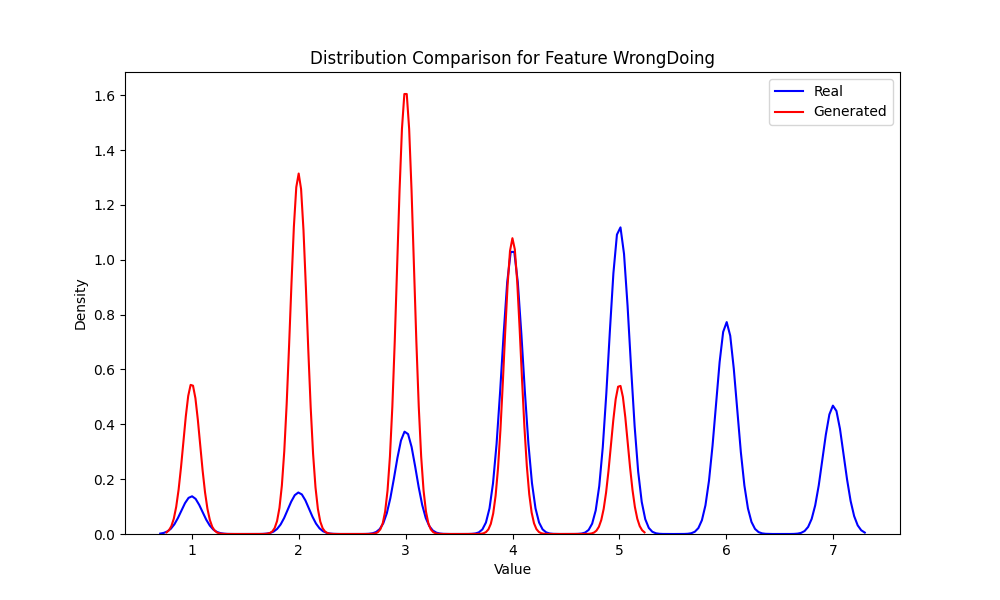 Distribution Comparison for Feature WrongDoing
Real
Generated
1.6
1.4
1.2
1.0
0.8
0.6
0.4
0.2
0.0
Density
1 2 3 4 5 6 7
Value